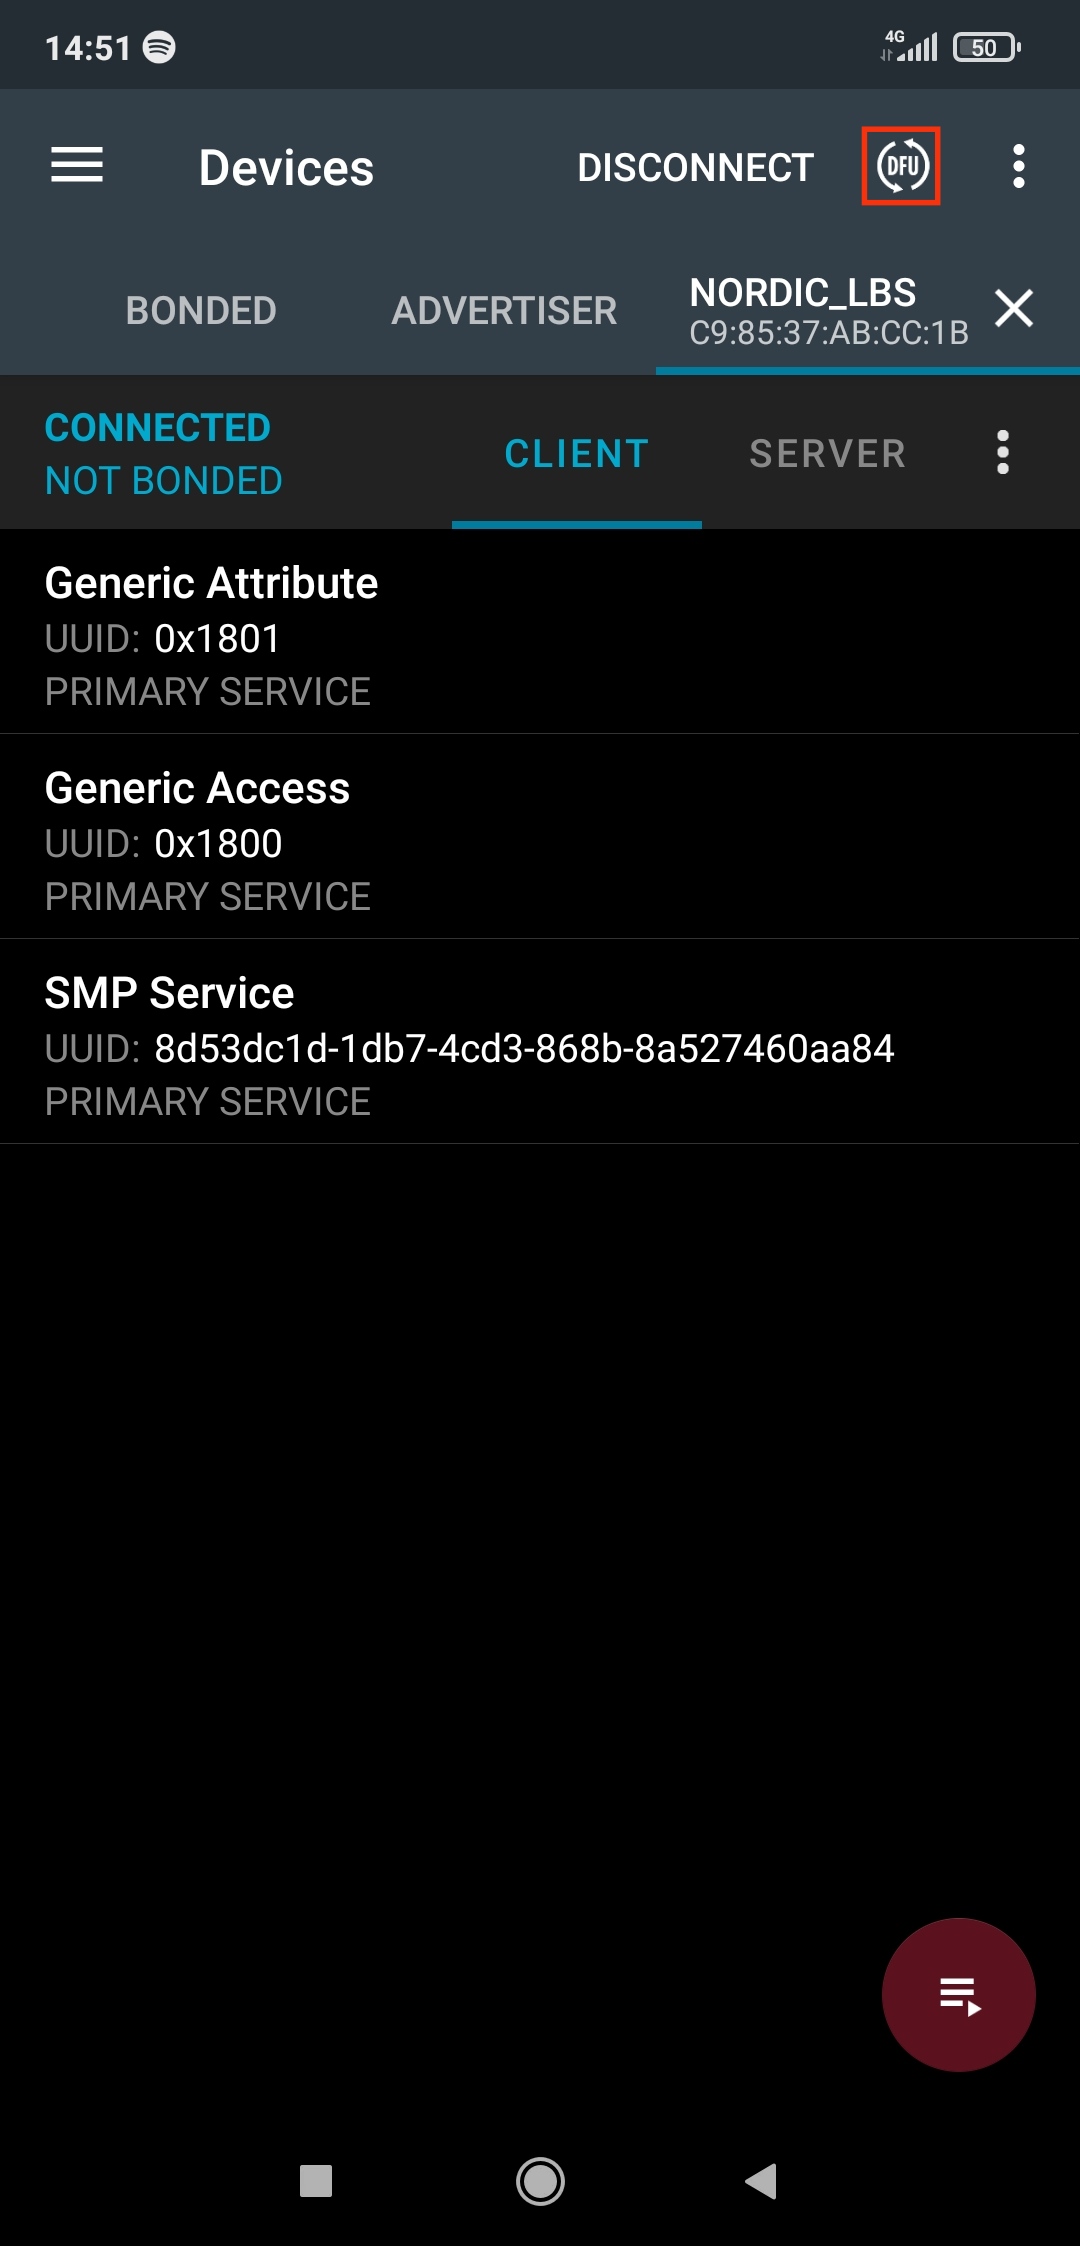 14:51 4G 50
Devices DISCONNECT DFU
BONDED ADVERTISER NORDIC_LBS
C9:85:37:AB:CC:1B
CONNECTED
NOT BONDED
CLIENT SERVER
Generic Attribute
UUID: 0x1801
PRIMARY SERVICE
Generic Access
UUID: 0x1800
PRIMARY SERVICE
SMP Service
UUID: 8d53dc1d-1db7-4cd3-868b-8a527460aa84
PRIMARY SERVICE